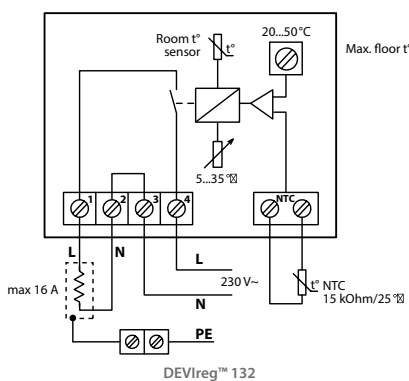 Room t°
sensor
t°
20...50°C
Max. floor t°
5...35°
1
2
3
4
NTC
L
N
L
230 V~
N
max 16 A
t° NTC
15 kOhm/25°
PE
DEVIreg™ 132